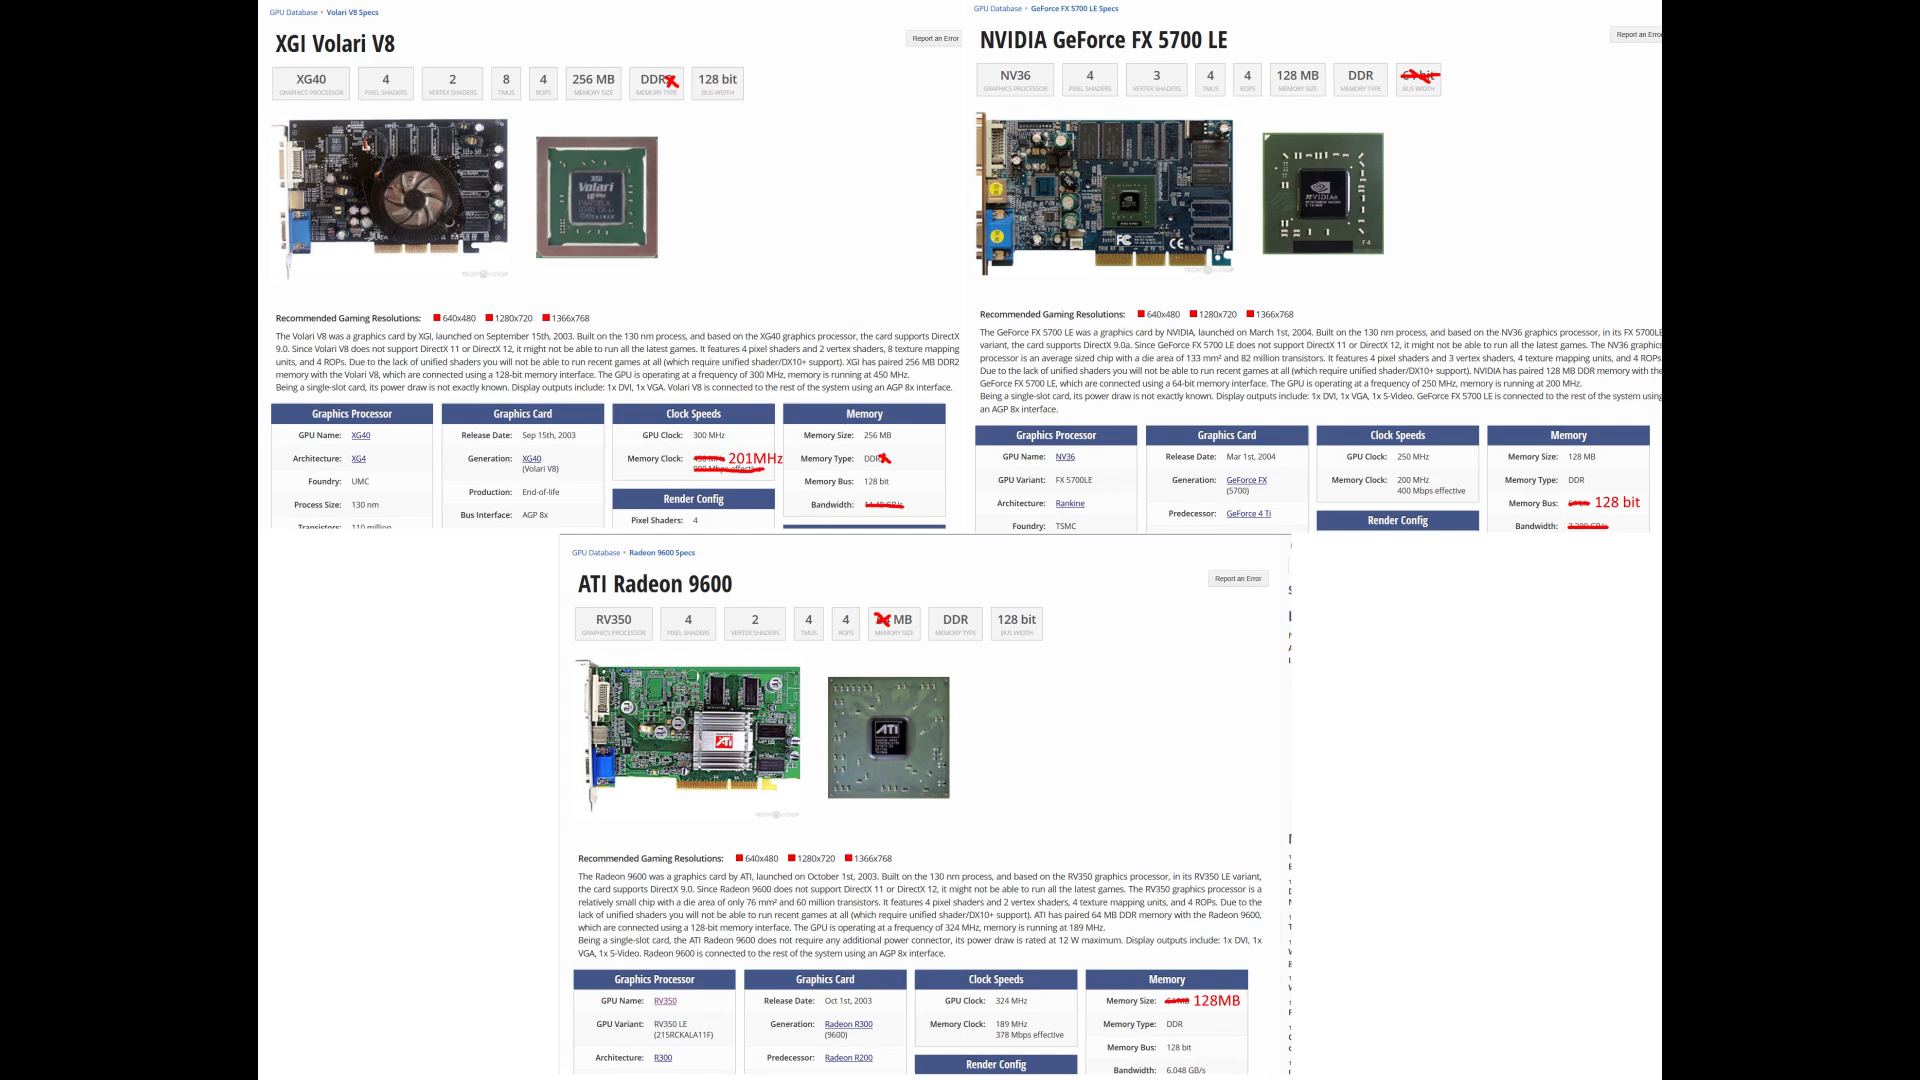 GPU Database › Volari V8 Specs
XGI Volari V8
Report an Error
XG40 4 2 8 4 256 MB DDR 128 bit
GRAPHICS PROCESSOR PIXEL SHADERS VERTEX SHADERS TMUS ROPS MEMORY SIZE MEMORY TYPE BUS WIDTH
XGI
Volari
Recommended Gaming Resolutions: 640x480 1280x720 1366x768
The Volari V8 was a graphics card by XGI, launched on September 15th, 2003. Built on the 130 nm process, and based on the XG40 graphics processor, the card supports DirectX
9.0. Since Volari V8 does not support DirectX 11 or DirectX 12, it might not be able to run all the latest games. It features 4 pixel shaders and 2 vertex shaders, 8 texture mapping
units, and 4 ROPs. Due to the lack of unified shaders you will not be able to run recent games at all (which require unified shader/DX10+ support). XGI has paired 256 MB DDR2
memory with the Volari V8, which are connected using a 128-bit memory interface. The GPU is operating at a frequency of 300 MHz, memory is running at 450 MHz.
Being a single-slot card, its power draw is not exactly known. Display outputs include: 1x DVI, 1x VGA. Volari V8 is connected to the rest of the system using an AGP 8x interface.
Graphics Processor
GPU Name: XG40
Architecture: XG4
Foundry: UMC
Process Size: 130 nm
Transistors: 110 million
Graphics Card
Release Date: Sep 15th, 2003
Generation: XG40
(Volari V8)
Production: End-of-life
Bus Interface: AGP 8x
Clock Speeds
GPU Clock: 300 MHz
Memory Clock: 201MHz
Render Config
Pixel Shaders: 4
Memory
Memory Size: 256 MB
Memory Type: DDR
Memory Bus: 128 bit
Bandwidth:
GPU Database › GeForce FX 5700 LE Specs
NVIDIA GeForce FX 5700 LE
Report an Error
NV36 4 3 4 4 128 MB DDR
GRAPHICS PROCESSOR PIXEL SHADERS VERTEX SHADERS TMUS ROPS MEMORY SIZE MEMORY TYPE BUS WIDTH
nVIDIA
Recommended Gaming Resolutions: 640x480 1280x720 1366x768
The GeForce FX 5700 LE was a graphics card by NVIDIA, launched on March 1st, 2004. Built on the 130 nm process, and based on the NV36 graphics processor, in its FX 5700LE
variant, the card supports DirectX 9.0a. Since GeForce FX 5700 LE does not support DirectX 11 or DirectX 12, it might not be able to run all the latest games. The NV36 graphics
processor is an average sized chip with a die area of 133 mm² and 82 million transistors. It features 4 pixel shaders and 3 vertex shaders, 4 texture mapping units, and 4 ROPs.
Due to the lack of unified shaders you will not be able to run recent games at all (which require unified shader/DX10+ support). NVIDIA has paired 128 MB DDR memory with the
GeForce FX 5700 LE, which are connected using a 64-bit memory interface. The GPU is operating at a frequency of 250 MHz, memory is running at 200 MHz.
Being a single-slot card, its power draw is not exactly known. Display outputs include: 1x DVI, 1x VGA, 1x S-Video. GeForce FX 5700 LE is connected to the rest of the system using
an AGP 8x interface.
Graphics Processor
GPU Name: NV36
GPU Variant: FX 5700LE
Architecture: Rankine
Foundry: TSMC
Graphics Card
Release Date: Mar 1st, 2004
Generation: GeForce FX
(5700)
Predecessor: GeForce 4 Ti
Clock Speeds
GPU Clock: 250 MHz
Memory Clock: 200 MHz
400 Mbps effective
Render Config
Memory
Memory Size: 128 MB
Memory Type: DDR
Memory Bus: 128 bit
Bandwidth:
GPU Database › Radeon 9600 Specs
ATI Radeon 9600
Report an Error
RV350 4 2 4 4 MB DDR 128 bit
GRAPHICS PROCESSOR PIXEL SHADERS VERTEX SHADERS TMUS ROPS MEMORY SIZE MEMORY TYPE BUS WIDTH
ATI
ATI
Recommended Gaming Resolutions: 640x480 1280x720 1366x768
The Radeon 9600 was a graphics card by ATI, launched on October 1st, 2003. Built on the 130 nm process, and based on the RV350 graphics processor, in its RV350 LE variant,
the card supports DirectX 9.0. Since Radeon 9600 does not support DirectX 11 or DirectX 12, it might not be able to run all the latest games. The RV350 graphics processor is a
relatively small chip with a die area of only 76 mm² and 60 million transistors. It features 4 pixel shaders and 2 vertex shaders, 4 texture mapping units, and 4 ROPs. Due to the
lack of unified shaders you will not be able to run recent games at all (which require unified shader/DX10+ support). ATI has paired 64 MB DDR memory with the Radeon 9600,
which are connected using a 128-bit memory interface. The GPU is operating at a frequency of 324 MHz, memory is running at 189 MHz.
Being a single-slot card, the ATI Radeon 9600 does not require any additional power connector, its power draw is rated at 12 W maximum. Display outputs include: 1x DVI, 1x
VGA, 1x S-Video. Radeon 9600 is connected to the rest of the system using an AGP 8x interface.
Graphics Processor
GPU Name: RV350
GPU Variant: RV350 LE
(215RCKALA11F)
Architecture: R300
Graphics Card
Release Date: Oct 1st, 2003
Generation: Radeon R300
(9600)
Predecessor: Radeon R200
Clock Speeds
GPU Clock: 324 MHz
Memory Clock: 189 MHz
378 Mbps effective
Render Config
Memory
Memory Size: 128MB
Memory Type: DDR
Memory Bus: 128 bit
Bandwidth: 6.048 GB/s